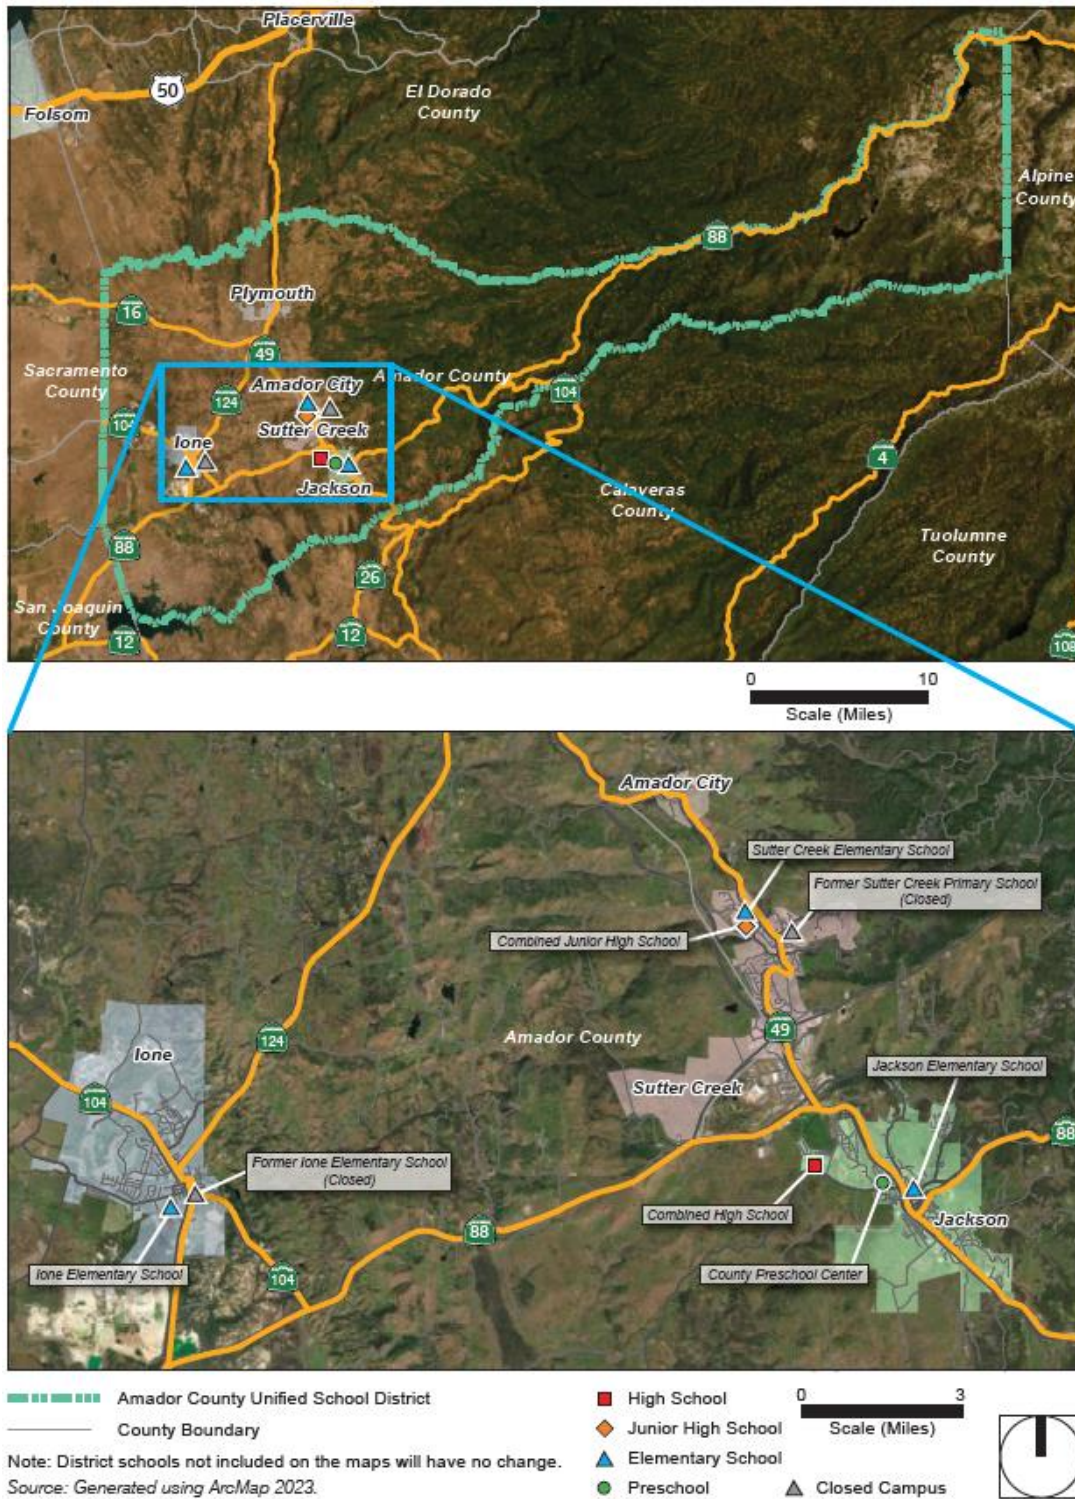 Placerville
50
El Dorado
County
Folsom
Alpine
County
88
Plymouth
16
49
Sacramento
County
Amador City
Amador County
104
124
104
Sutter Creek
Ione
4
Jackson
Calaveras
County
Tuolumne
County
88
26
San Joaquin
County
12
12
108
0 10
Scale (Miles)
Amador City
Sutter Creek Elementary School
Former Sutter Creek Primary School
(Closed)
Combined Junior High School
49
124
Amador County
Ione
Jackson Elementary School
Sutter Creek
104
88
Former Ione Elementary School
(Closed)
Combined High School
Jackson
88
Ione Elementary School
104
County Preschool Center
Amador County Unified School District
County Boundary
Note: District schools not included on the maps will have no change.
Source: Generated using ArcMap 2023.
High School
Junior High School
Elementary School
Preschool
Closed Campus
0 3
Scale (Miles)